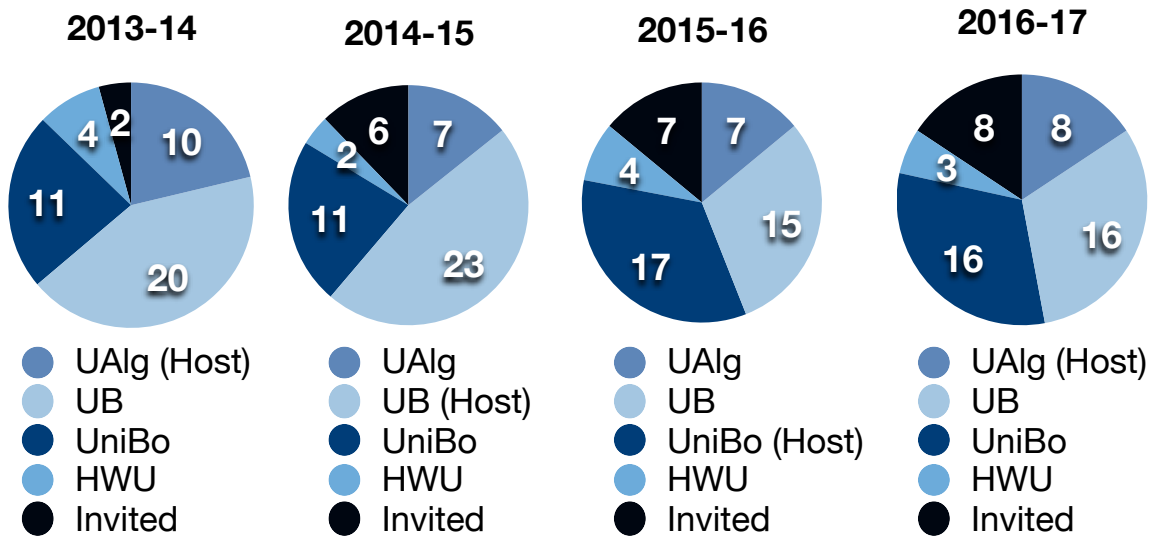 2013-14
2014-15
2015-16
2016-17
10
20
11
4
2
7
23
11
2
6
7
15
17
4
7
8
16
16
3
8
UAlg (Host)
UB
UniBo
HWU
Invited
UAlg
UB (Host)
UniBo
HWU
Invited
UAlg
UB
UniBo (Host)
HWU
Invited
UAlg (Host)
UB
UniBo
HWU
Invited